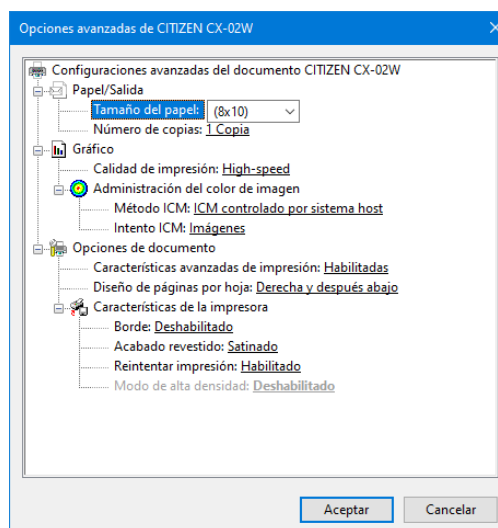 Opciones avanzadas de CITIZEN CX-02W
Configuraciones avanzadas del documento CITIZEN CX-02W
Papel/Salida
Tamaño del papel: (8x10)
Número de copias: 1 Copia
Gráfico
Calidad de impresión: High-speed
Administración del color de imagen
Método ICM: ICM controlado por sistema host
Intento ICM: Imágenes
Opciones de documento
Características avanzadas de impresión: Habilitadas
Diseño de páginas por hoja: Derecha y después abajo
Características de la impresora
Borde: Deshabilitado
Acabado revestido: Satinado
Reintentar impresión: Habilitado
Modo de alta densidad: Deshabilitado
Aceptar Cancelar